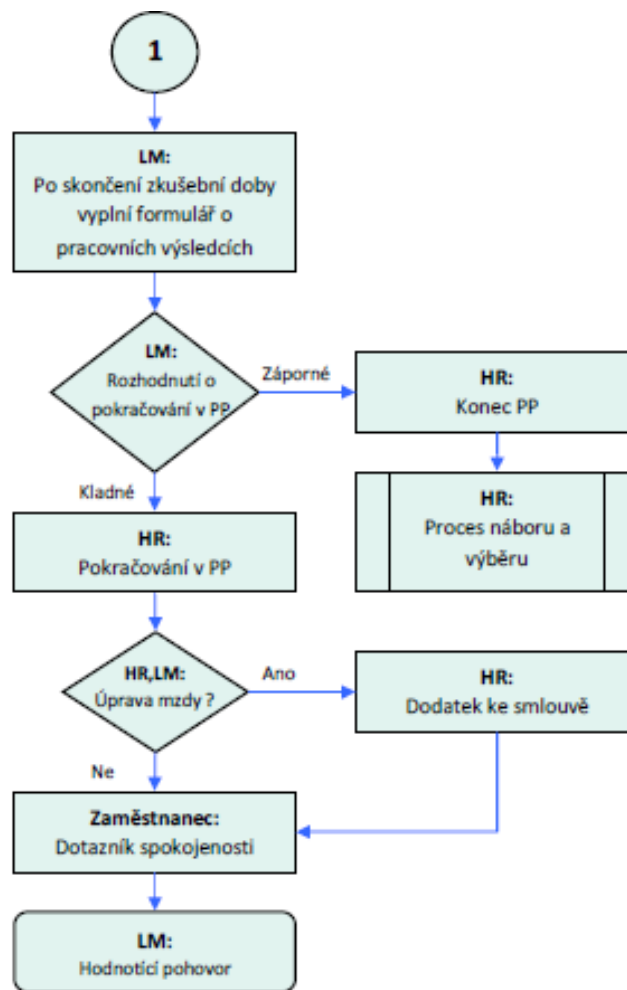 1
LM:
Po skončení zkušební doby
vyplní formulář o
pracovních výsledcích
LM:
Rozhodnutí o
pokračování v PP
Záporné
HR:
Konec PP
Kladné
HR:
Proces náboru a
výběru
HR:
Pokračování v PP
HR,LM:
Úprava mzdy ?
Ano
HR:
Dodatek ke smlouvě
Ne
Zaměstnanec:
Dotazník spokojenosti
LM:
Hodnotící pohovor